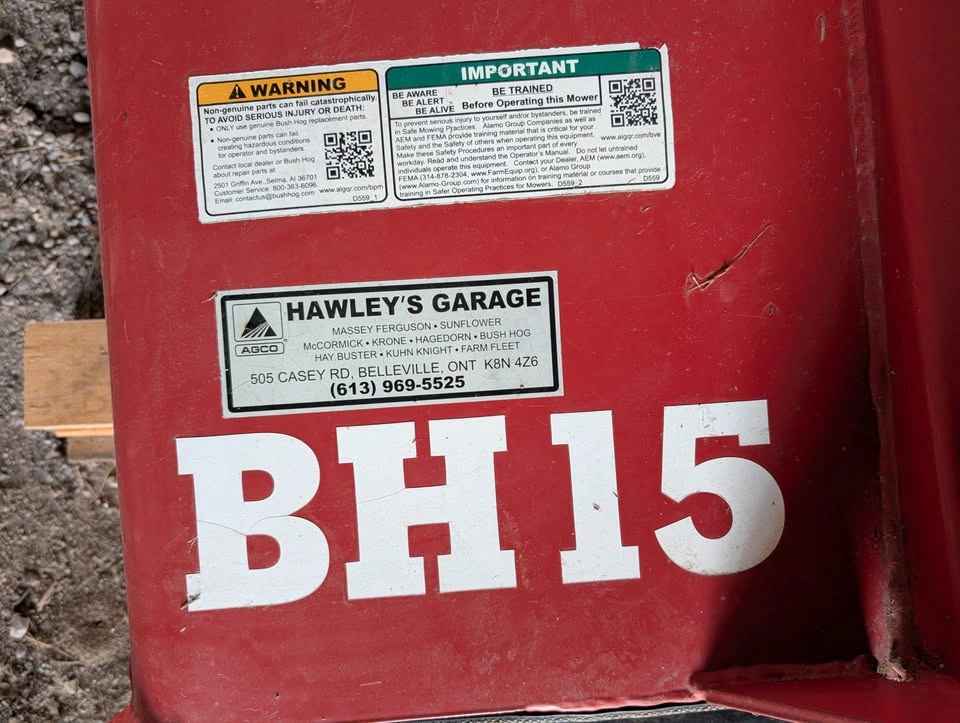 WARNING
Non-genuine parts can fail catastrophically.
TO AVOID SERIOUS INJURY OR DEATH:
• ONLY use genuine Bush Hog replacement parts.
• Non-genuine parts can fail
creating hazardous conditions
for operator and bystanders
Contact local dealer or Bush Hog
about repair parts at:
2501 Griffin Ave.,Selma, Al 36701
Customer Service: 800-363-6096
Email: contactus@bushhog.com
www.algqr.com/bpm
D559_1
IMPORTANT
BE AWARE
BE ALERT
BE ALIVE
BE TRAINED
Before Operating this Mower
To prevent serious injury to yourself and/or bystanders, be trained
in Safe Mowing Practices. Alamo Group Companies as well as
AEM and FEMA provide training material that is critical for your
Safety and the Safety of others when operating this equipment.
Make these Safety Procedures an important part of every
workday. Read and understand the Operator's Manual. Do not let untrained
individuals operate this equipment. Contact your Dealer, AEM (www.aem.org),
FEMA (314-878-2304, www.FarmEquip.org), or Alamo Group
(www.Alamo-Group.com) for information on training material or courses that provide
training in Safer Operating Practices for Mowers. D559_2
www.algqr.com/bve
D559
HAWLEY'S GARAGE
AGCO
MASSEY FERGUSON • SUNFLOWER
McCORMICK • KRONE • HAGEDORN • BUSH HOG
HAY BUSTER • KUHN KNIGHT • FARM FLEET
505 CASEY RD, BELLEVILLE, ONT K8N 4Z6
(613) 969-5525
BH15